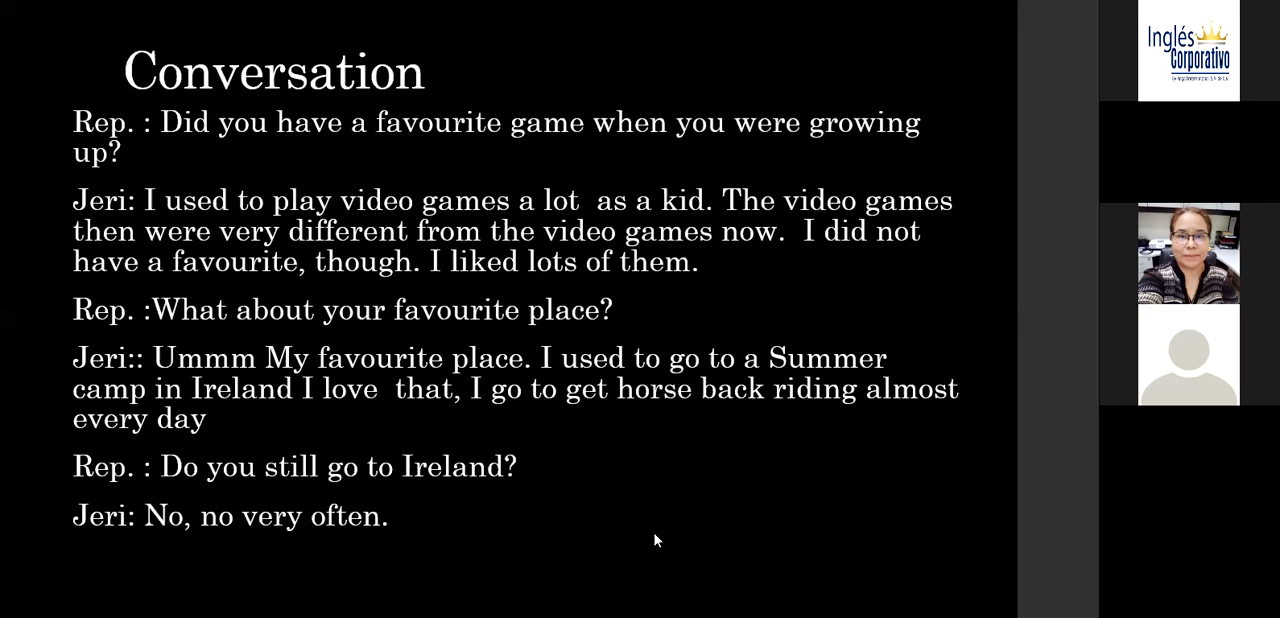 Conversation
Rep. : Did you have a favourite game when you were growing
up?
Jeri: I used to play video games a lot  as a kid. The video games
then were very different from the video games now.  I did not
have a favourite, though. I liked lots of them.
Rep. :What about your favourite place?
Jeri:: Ummm My favourite place. I used to go to a Summer
camp in Ireland I love  that, I go to get horse back riding almost
every day
Rep. : Do you still go to Ireland?
Jeri: No, no very often.
Inglés
Corporativo